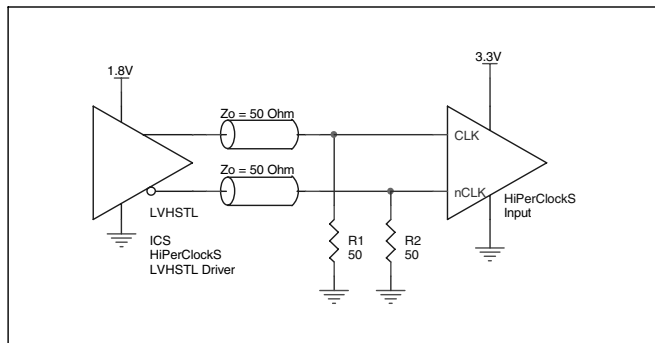 1.8V
3.3V
Zo = 50 Ohm
CLK
Zo = 50 Ohm
nCLK
HiPerClockS
Input
LVHSTL
ICS
HiPerClockS
LVHSTL Driver
R1
50
R2
50